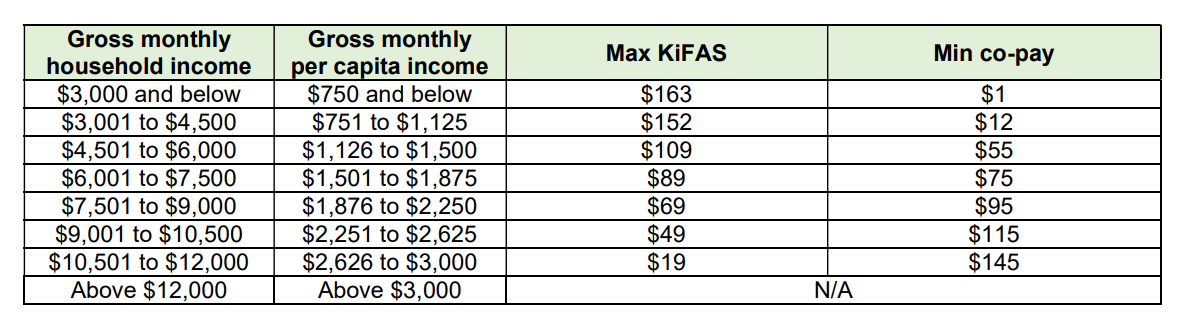 Gross monthly household income | Gross monthly per capita income | Max KiFAS | Min co-pay
$3,000 and below | $750 and below | $163 | $1
$3,001 to $4,500 | $751 to $1,125 | $152 | $12
$4,501 to $6,000 | $1,126 to $1,500 | $109 | $55
$6,001 to $7,500 | $1,501 to $1,875 | $89 | $75
$7,501 to $9,000 | $1,876 to $2,250 | $69 | $95
$9,001 to $10,500 | $2,251 to $2,625 | $49 | $115
$10,501 to $12,000 | $2,626 to $3,000 | $19 | $145
Above $12,000 | Above $3,000 | N/A